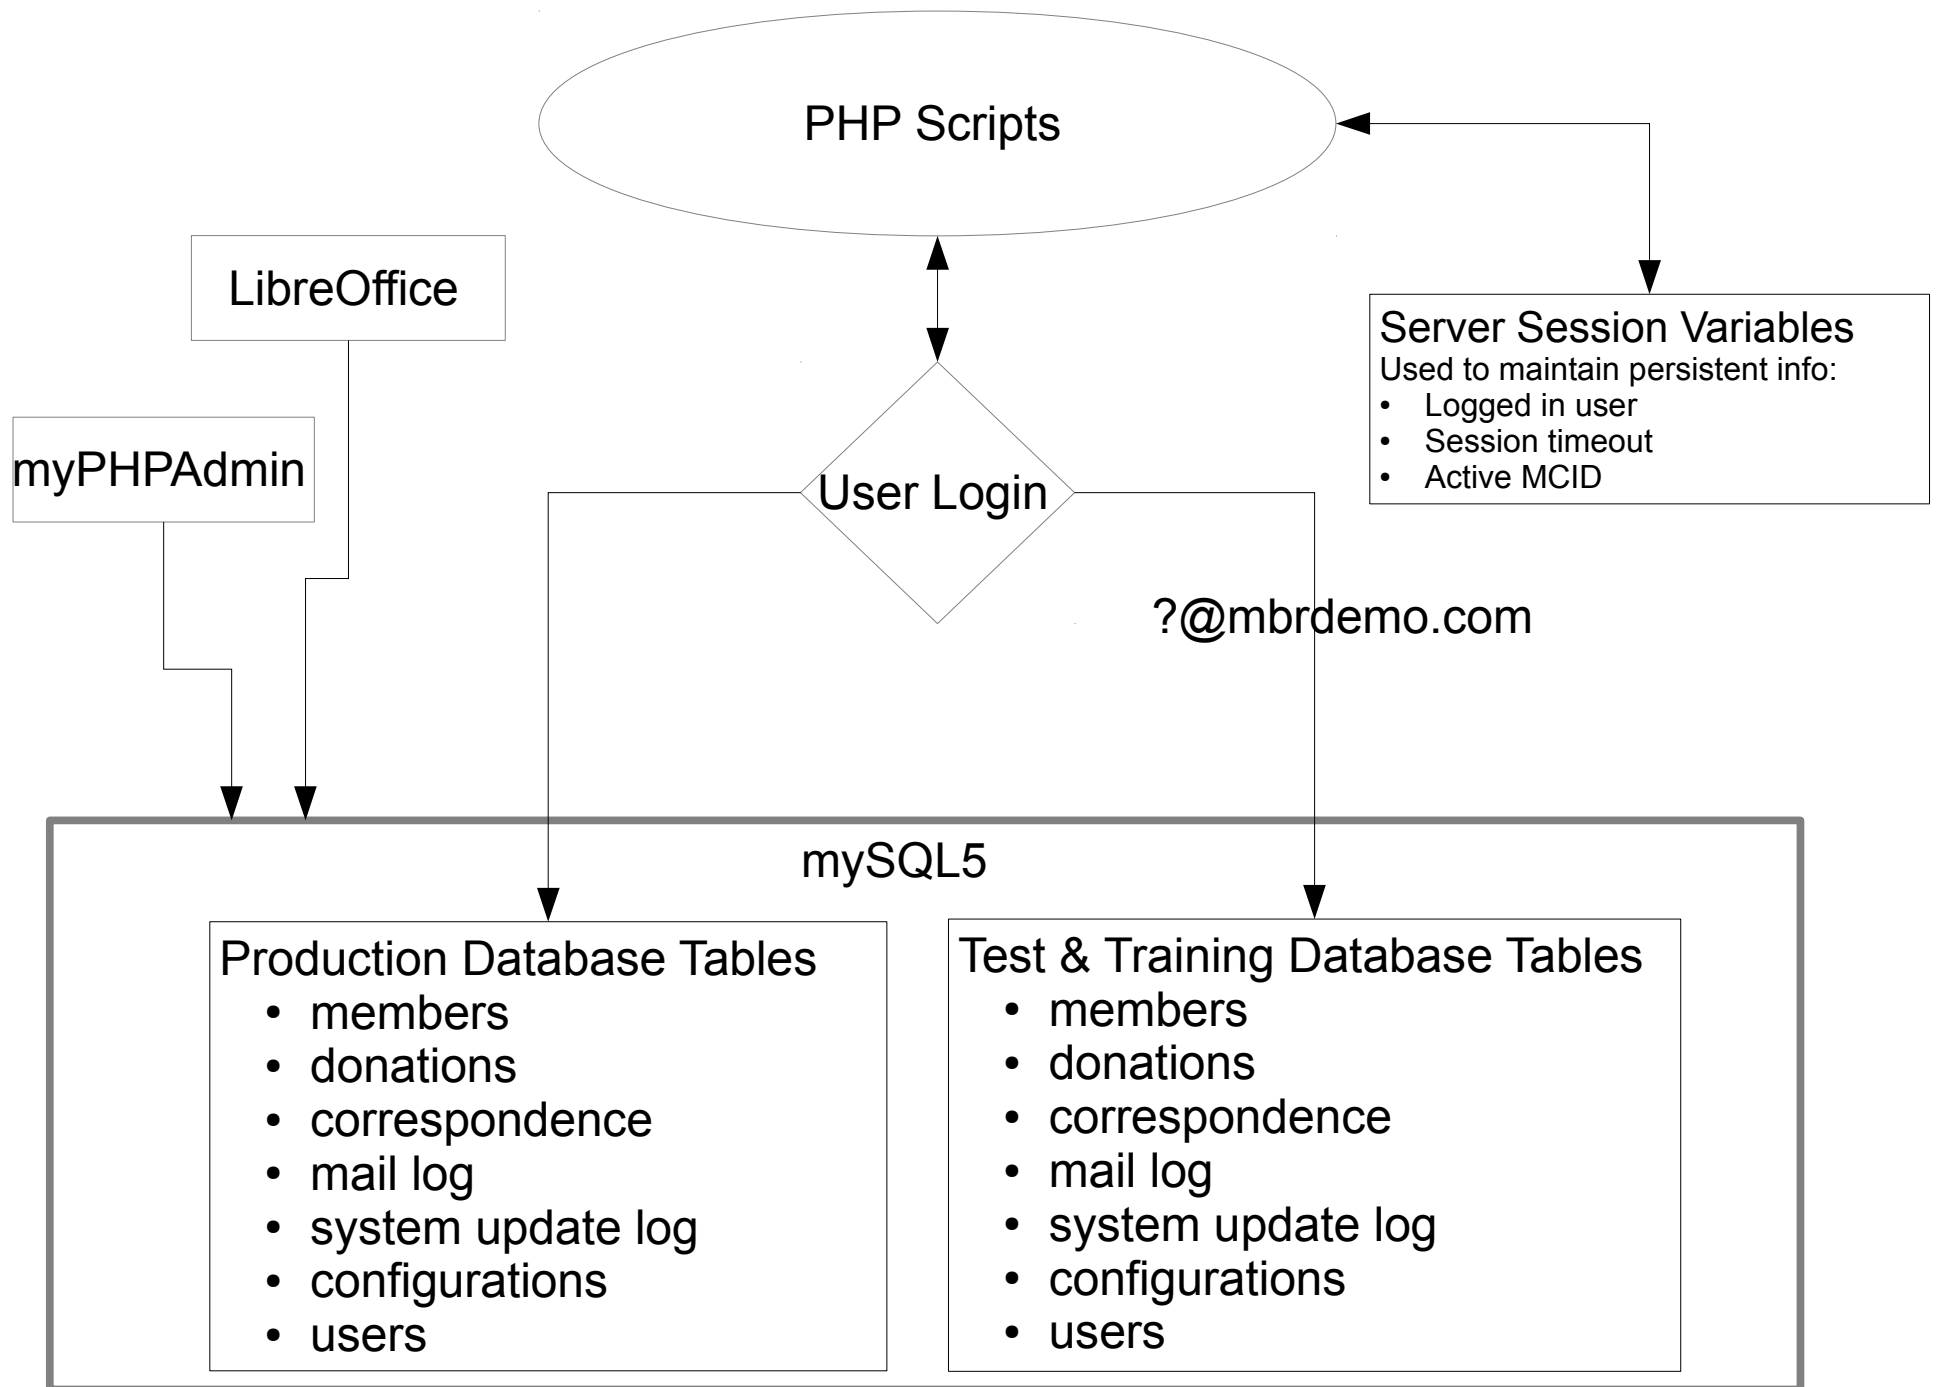 PHP Scripts
LibreOffice
Server Session Variables
Used to maintain persistent info:
• Logged in user
• Session timeout
• Active MCID
myPHPAdmin
User Login
?@mbrdemo.com
mySQL5
Production Database Tables
• members
• donations
• correspondence
• mail log
• system update log
• configurations
• users
Test & Training Database Tables
• members
• donations
• correspondence
• mail log
• system update log
• configurations
• users